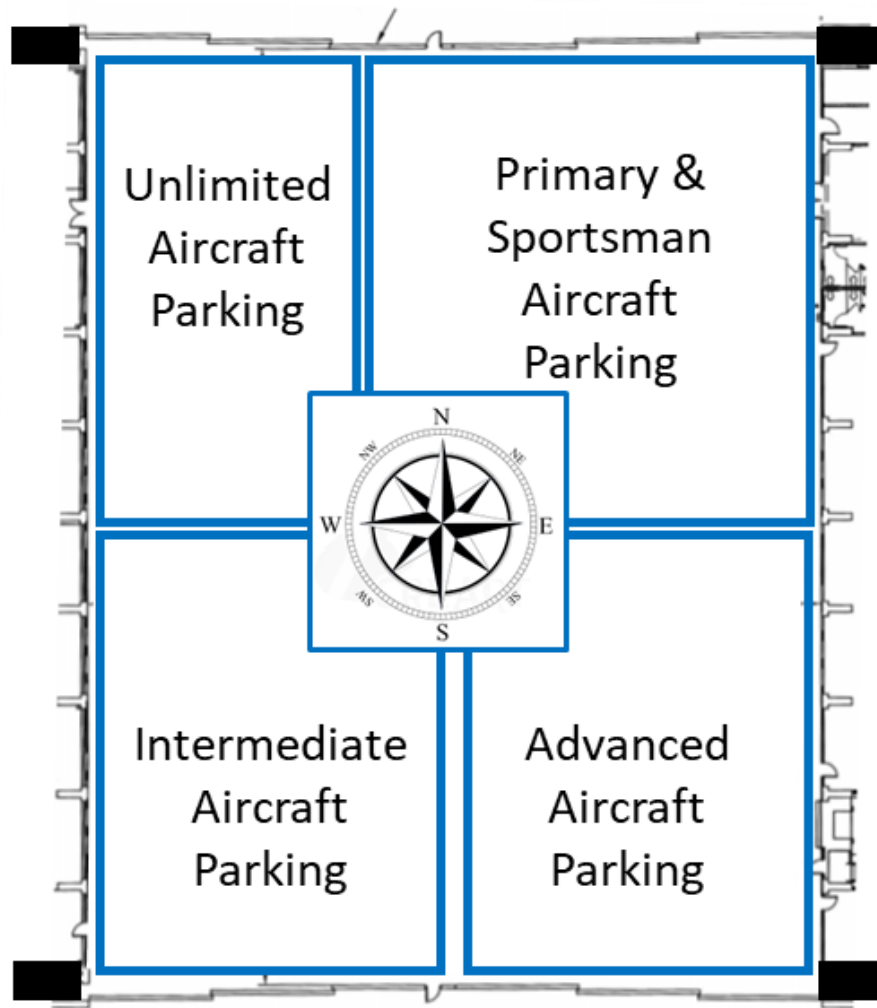 Unlimited
Aircraft
Parking
Primary &
Sportsman
Aircraft
Parking
N
NW
NE
W
E
SW
SE
S
Intermediate
Aircraft
Parking
Advanced
Aircraft
Parking